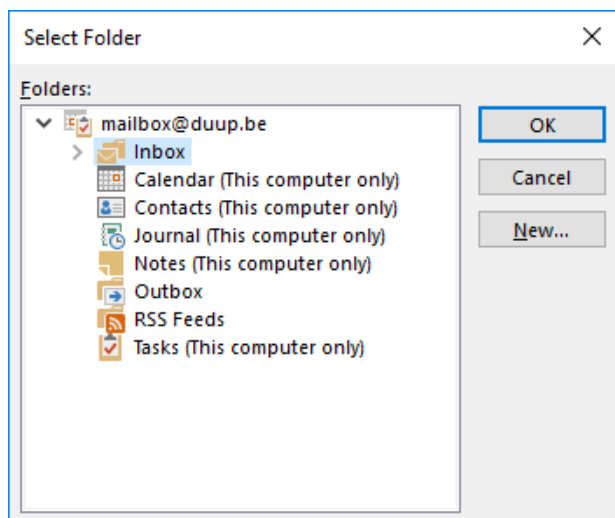 Select Folder
Folders:
mailbox@duup.be
Inbox
Calendar (This computer only)
Contacts (This computer only)
Journal (This computer only)
Notes (This computer only)
Outbox
RSS Feeds
Tasks (This computer only)
OK
Cancel
New...